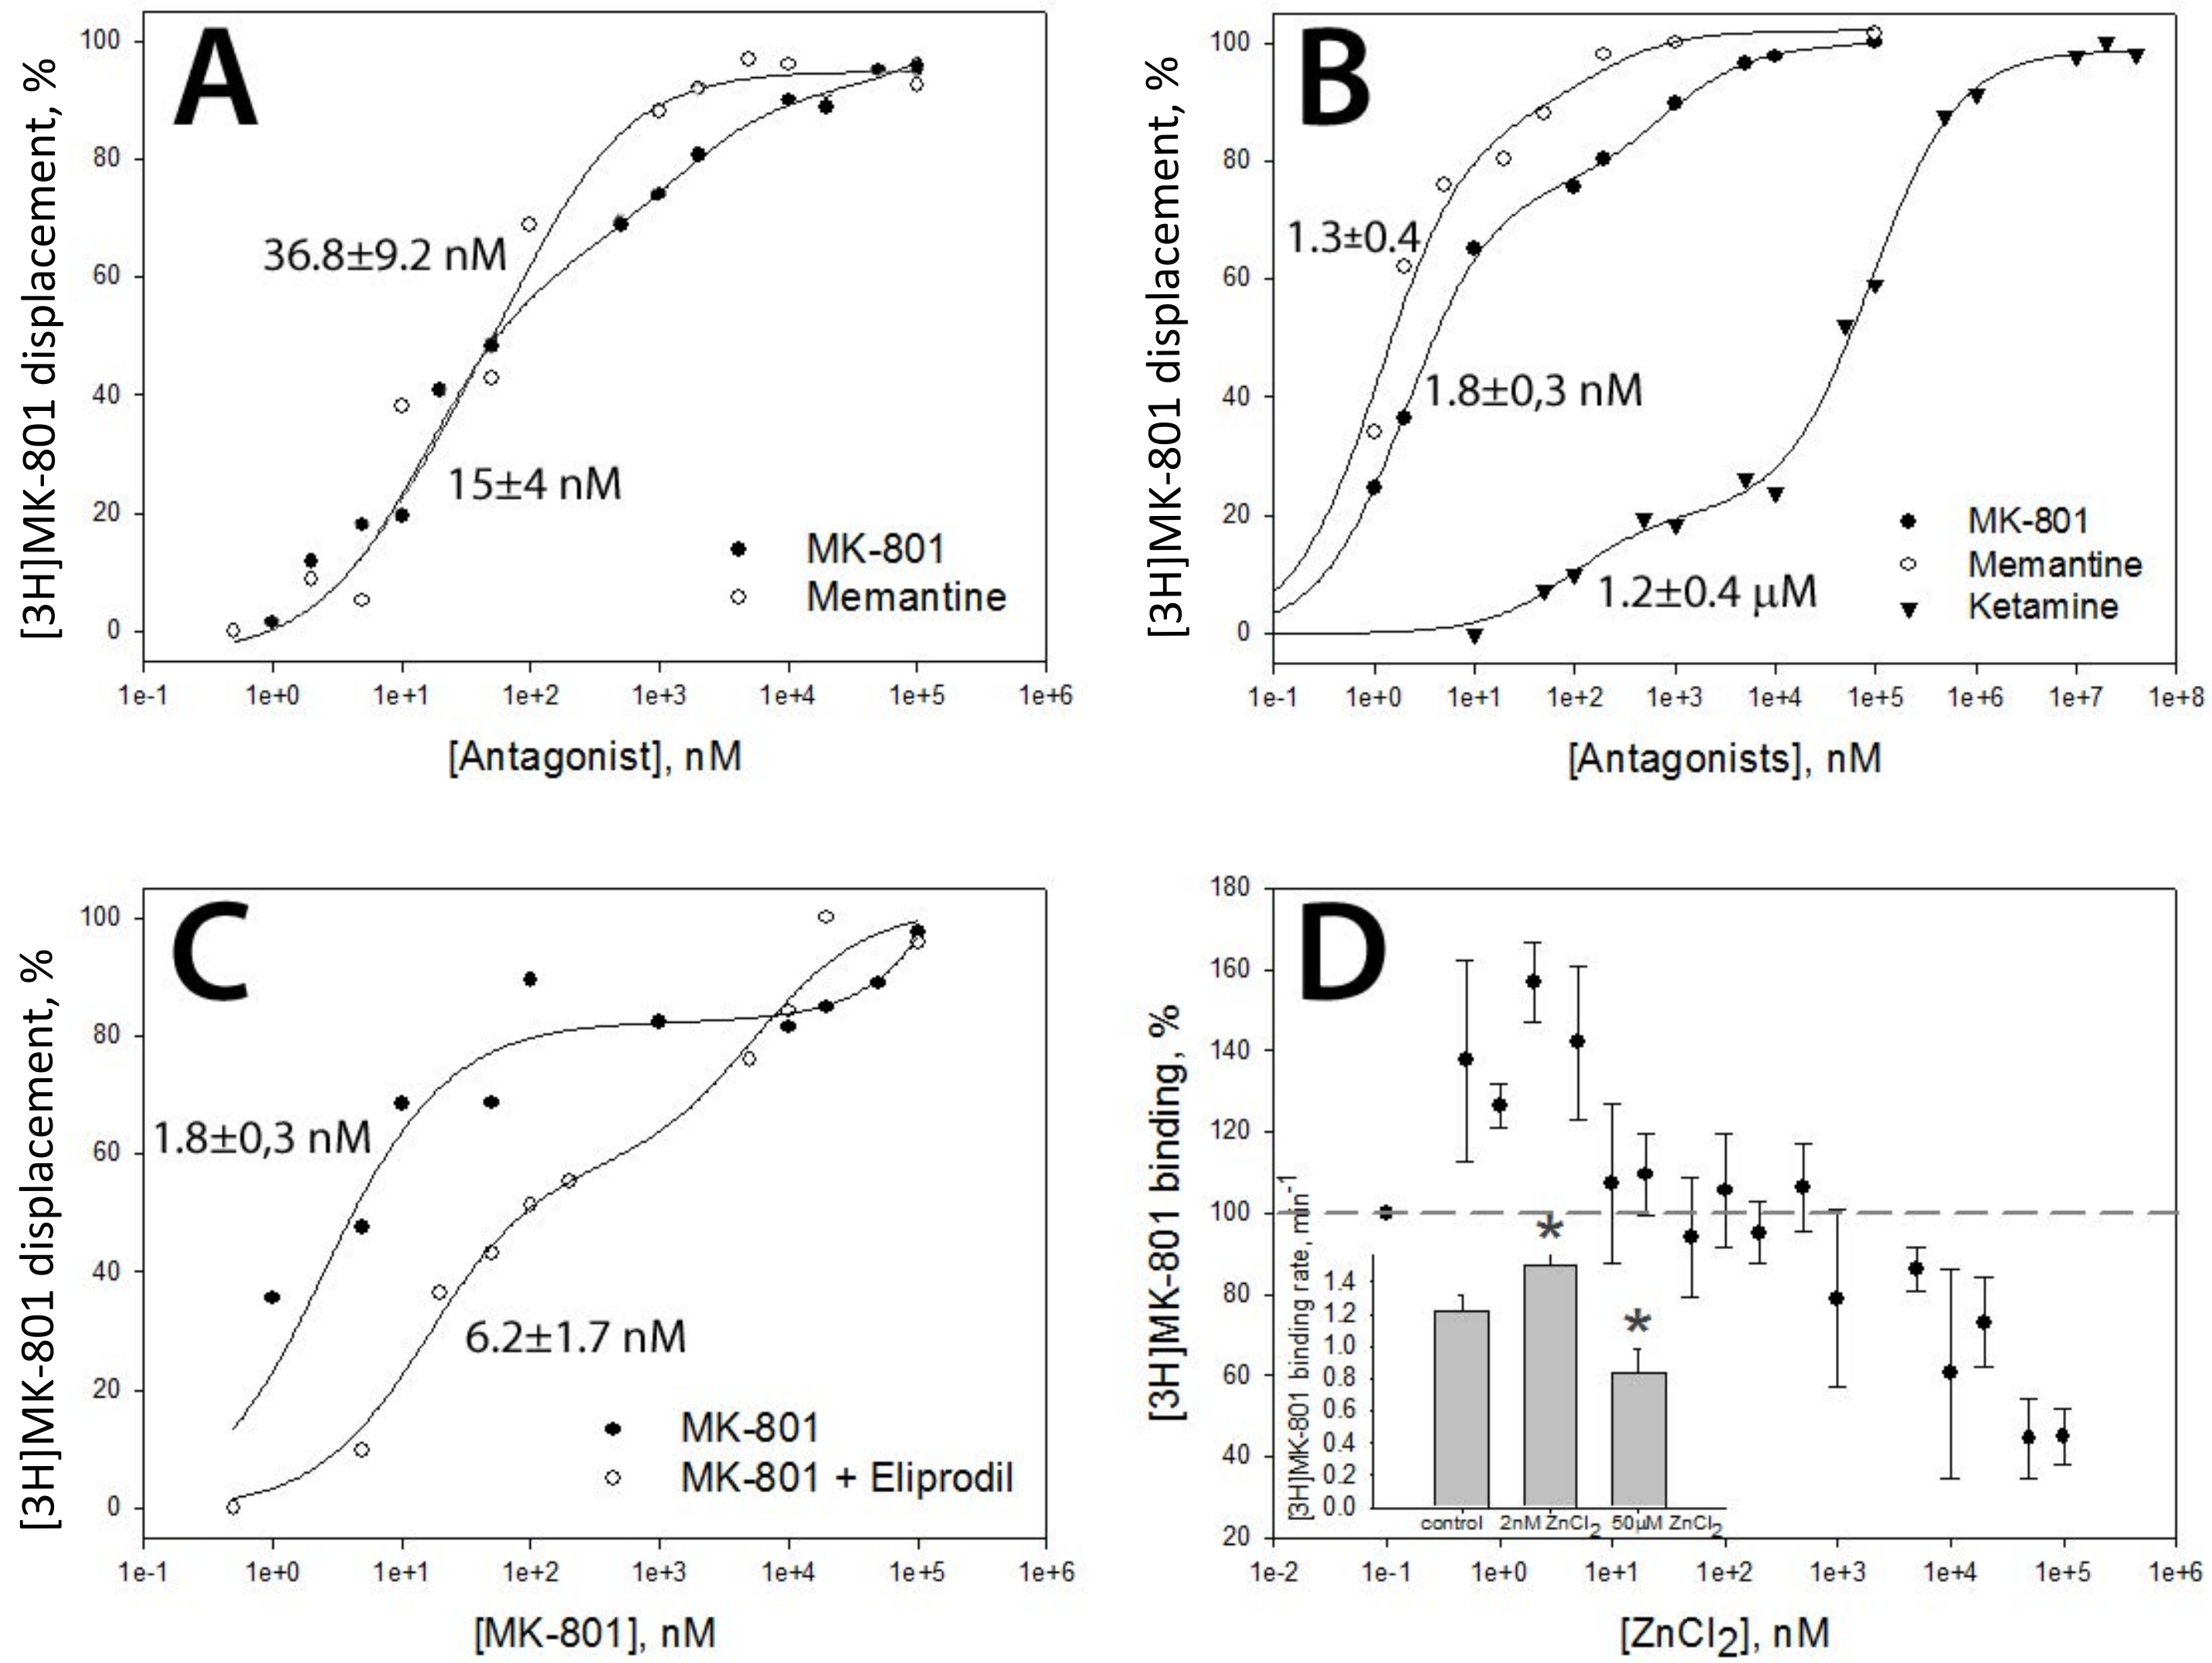 A
[3H]MK-801 displacement, %
100
80
60
40
20
0
36.8±9.2 nM
15±4 nM
MK-801
Memantine
1e-1 1e+0 1e+1 1e+2 1e+3 1e+4 1e+5 1e+6
[Antagonist], nM
B
[3H]MK-801 displacement, %
100
80
60
40
20
0
1.3±0.4
1.8±0,3 nM
1.2±0.4 µM
MK-801
Memantine
Ketamine
1e-1 1e+0 1e+1 1e+2 1e+3 1e+4 1e+5 1e+6 1e+7 1e+8
[Antagonists], nM
C
[3H]MK-801 displacement, %
100
80
60
40
20
0
1.8±0,3 nM
6.2±1.7 nM
MK-801
MK-801 + Eliprodil
1e-1 1e+0 1e+1 1e+2 1e+3 1e+4 1e+5 1e+6
[MK-801], nM
D
[3H]MK-801 binding, %
180
160
140
120
100
80
60
40
20
[3H]MK-801 binding rate, min-1
1.4
1.2
1.0
0.8
0.6
0.4
0.2
0.0
*
*
control 2nM ZnCl2 50µM ZnCl2
1e-2 1e-1 1e+0 1e+1 1e+2 1e+3 1e+4 1e+5 1e+6
[ZnCl2], nM